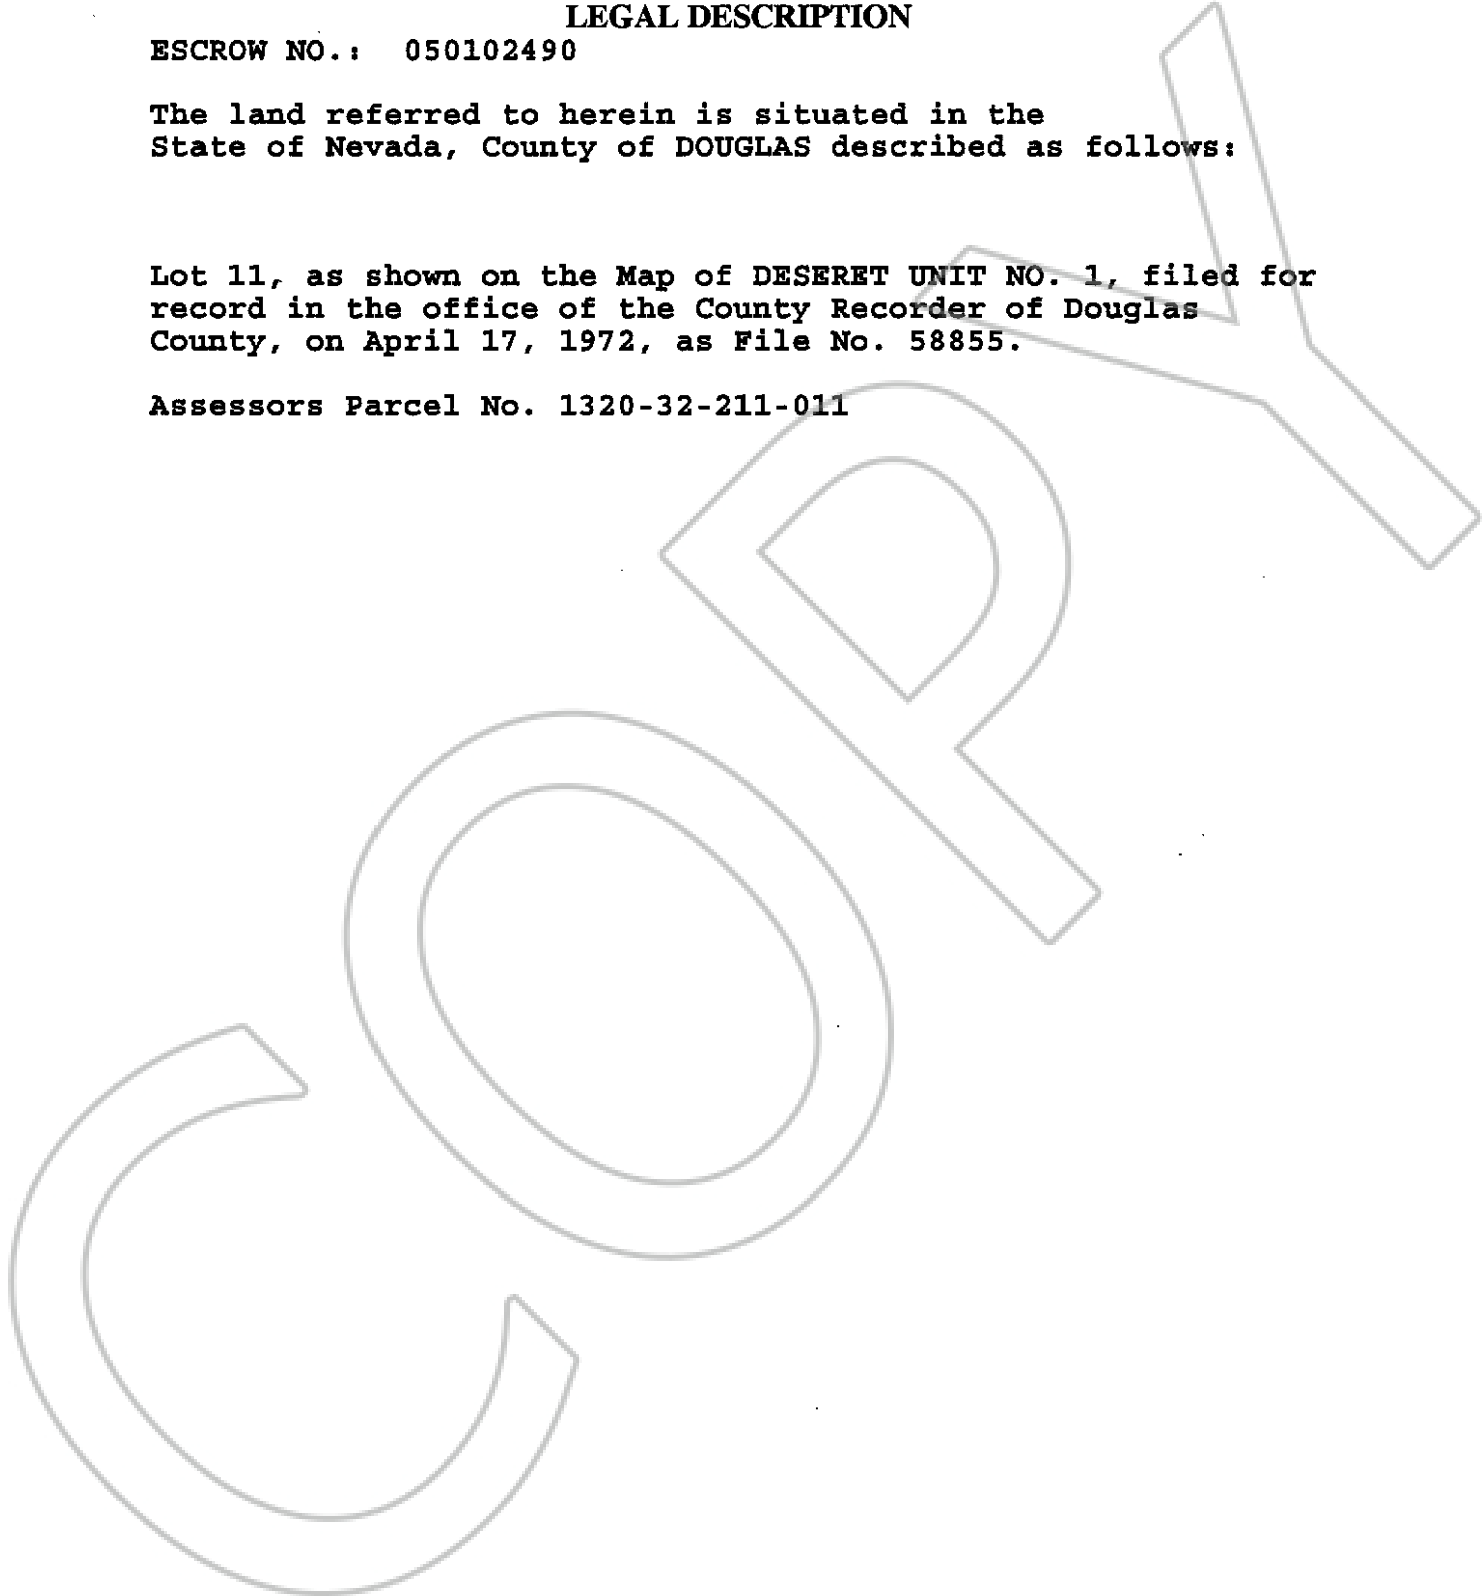 LEGAL DESCRIPTION
ESCROW NO.: 050102490
The land referred to herein is situated in the
State of Nevada, County of DOUGLAS described as follows:
Lot 11, as shown on the Map of DESERET UNIT NO. 1, filed for
record in the office of the County Recorder of Douglas
County, on April 17, 1972, as File No. 58855.
Assessors Parcel No. 1320-32-211-011
COPY